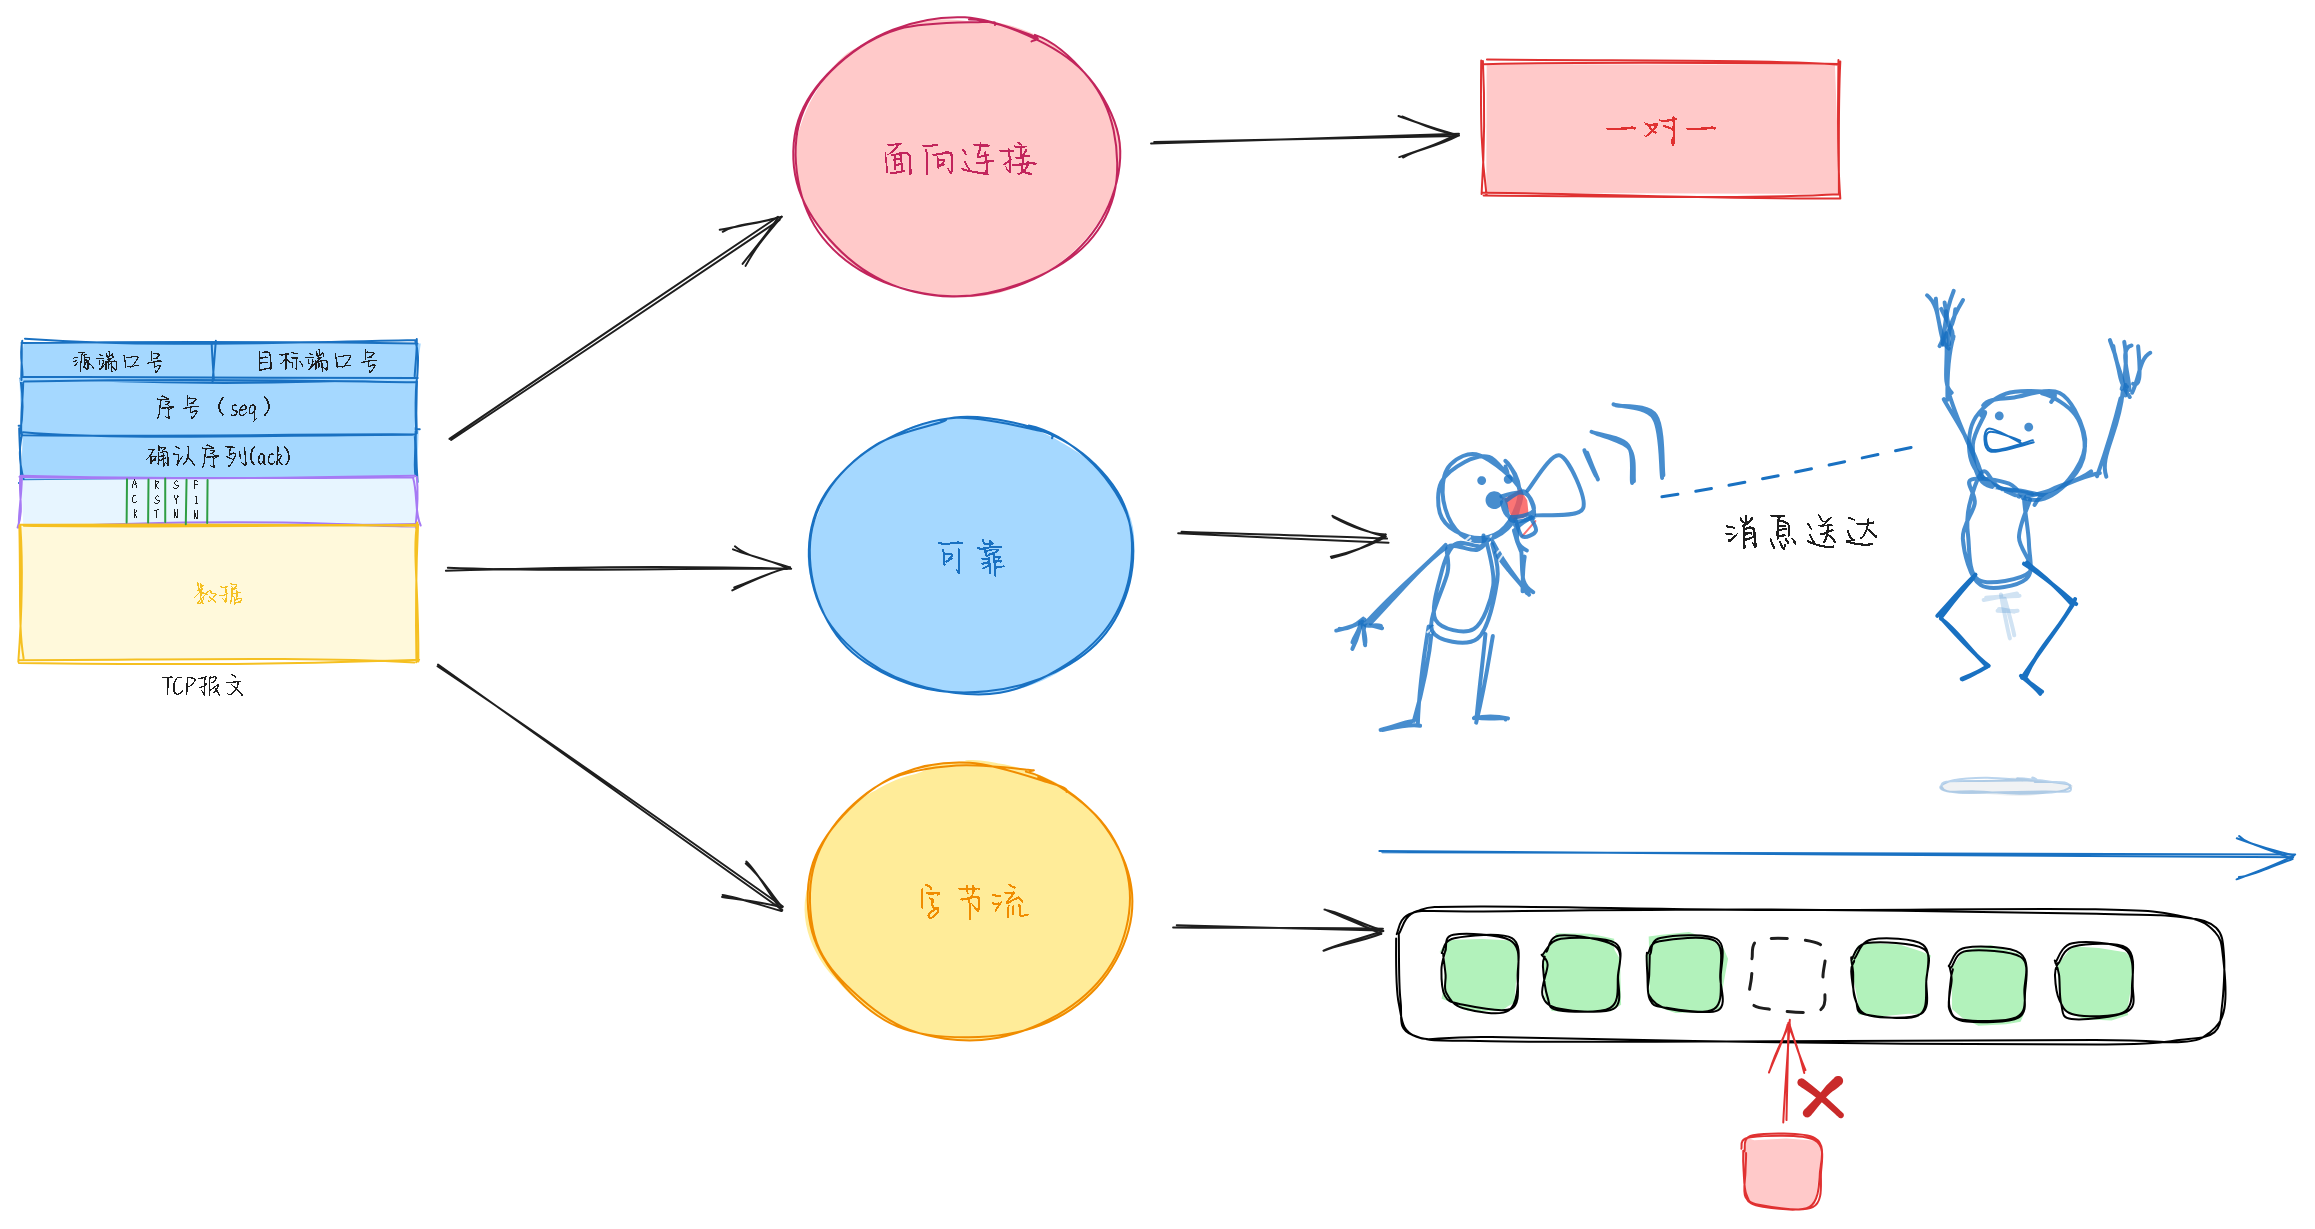 面向连接
一对一
源端口号
目标端口号
序号（seq）
确认序列(ack)
ACK
RST
SYN
FIN
数据
TCP报文
可靠
消息送达
字节流